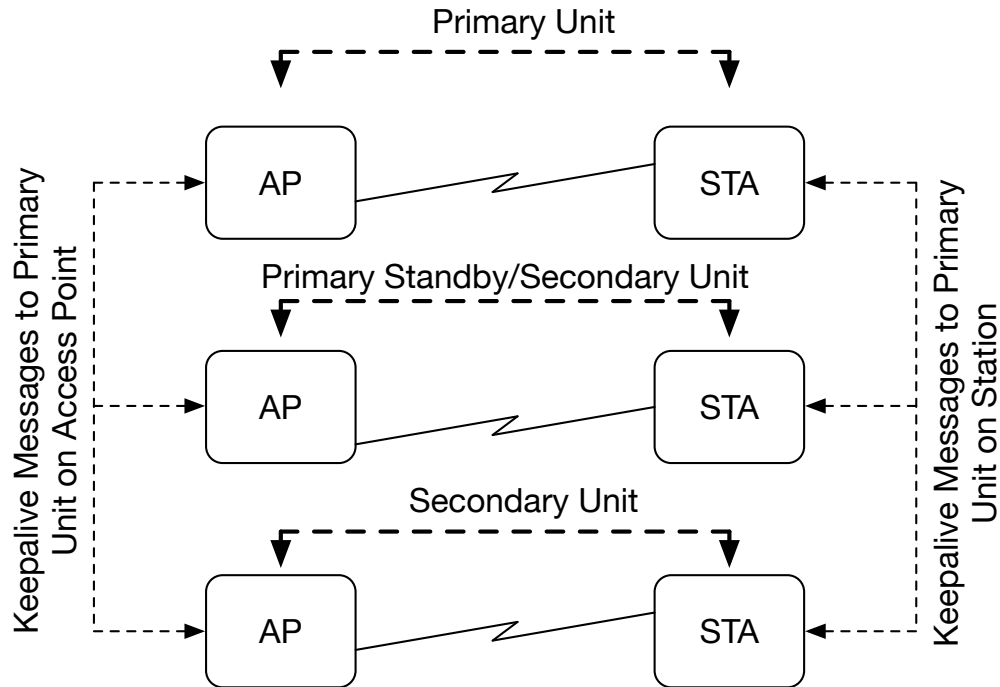 Primary Unit
AP
STA
Primary Standby/Secondary Unit
AP
STA
Secondary Unit
AP
STA
Keepalive Messages to Primary
Unit on Access Point
Keepalive Messages to Primary
Unit on Station